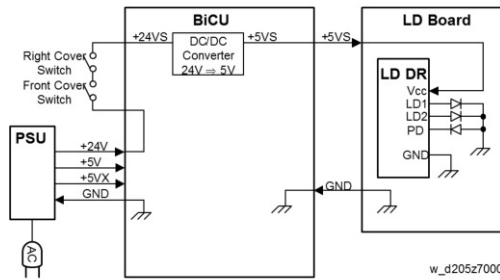 BiCU
LD Board
+24VS
DC/DC
Converter
24V ⇒ 5V
+5VS
+5VS
Right Cover
Switch
Front Cover
Switch
LD DR
Vcc
LD1
LD2
PD
GND
PSU
+24V
+5V
+5VX
GND
GND
AC
w_d205z7000